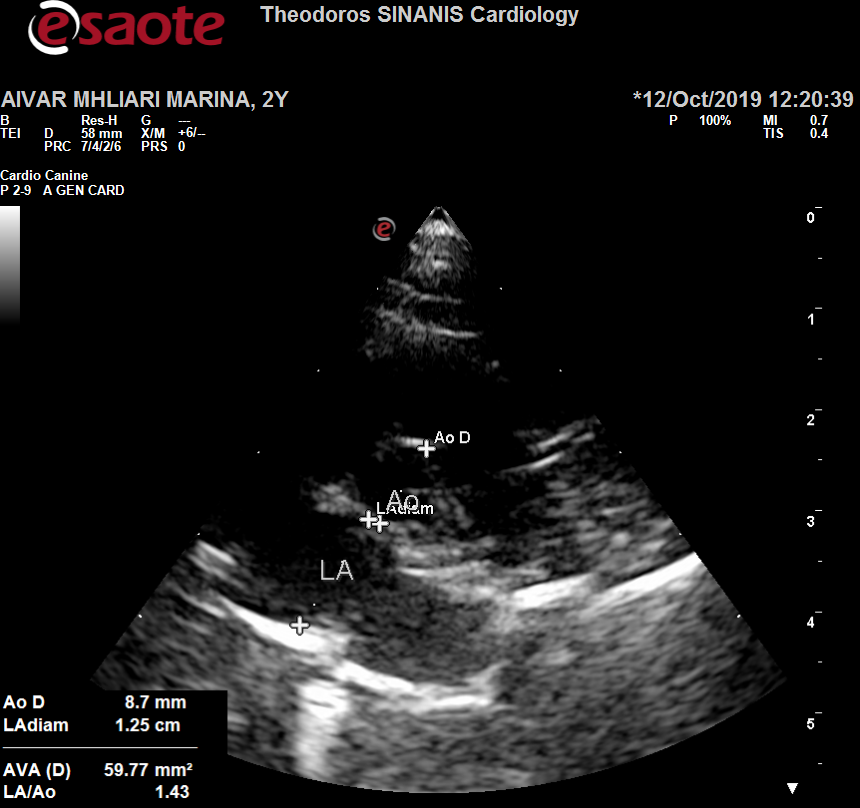 esaote
Theodoros SINANIS Cardiology
AIVAR MHLIARI MARINA, 2Y
*12/Oct/2019 12:20:39
B Res-H G ---
TEI D 58 mm X/M +6/--
PRC 7/4/2/6 PRS 0
P 100% MI 0.7
TIS 0.4
Cardio Canine
P 2-9 A GEN CARD
e
0
1
2
Ao D
Ao
LAdiam
3
LA
4
5
Ao D 8.7 mm
LAdiam 1.25 cm
AVA (D) 59.77 mm²
LA/Ao 1.43